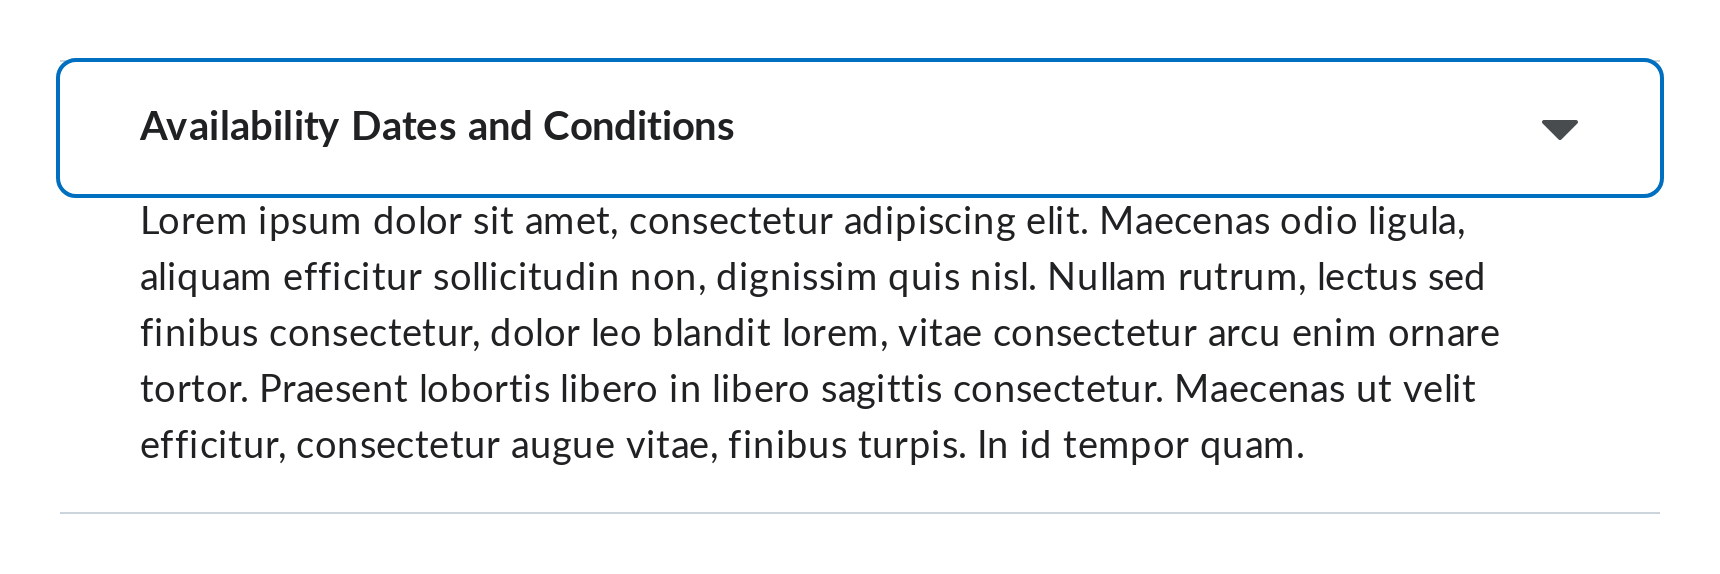 Availability Dates and Conditions
Lorem ipsum dolor sit amet, consectetur adipiscing elit. Maecenas odio ligula,
aliquam efficitur sollicitudin non, dignissim quis nisl. Nullam rutrum, lectus sed
finibus consectetur, dolor leo blandit lorem, vitae consectetur arcu enim ornare
tortor. Praesent lobortis libero in libero sagittis consectetur. Maecenas ut velit
efficitur, consectetur augue vitae, finibus turpis. In id tempor quam.